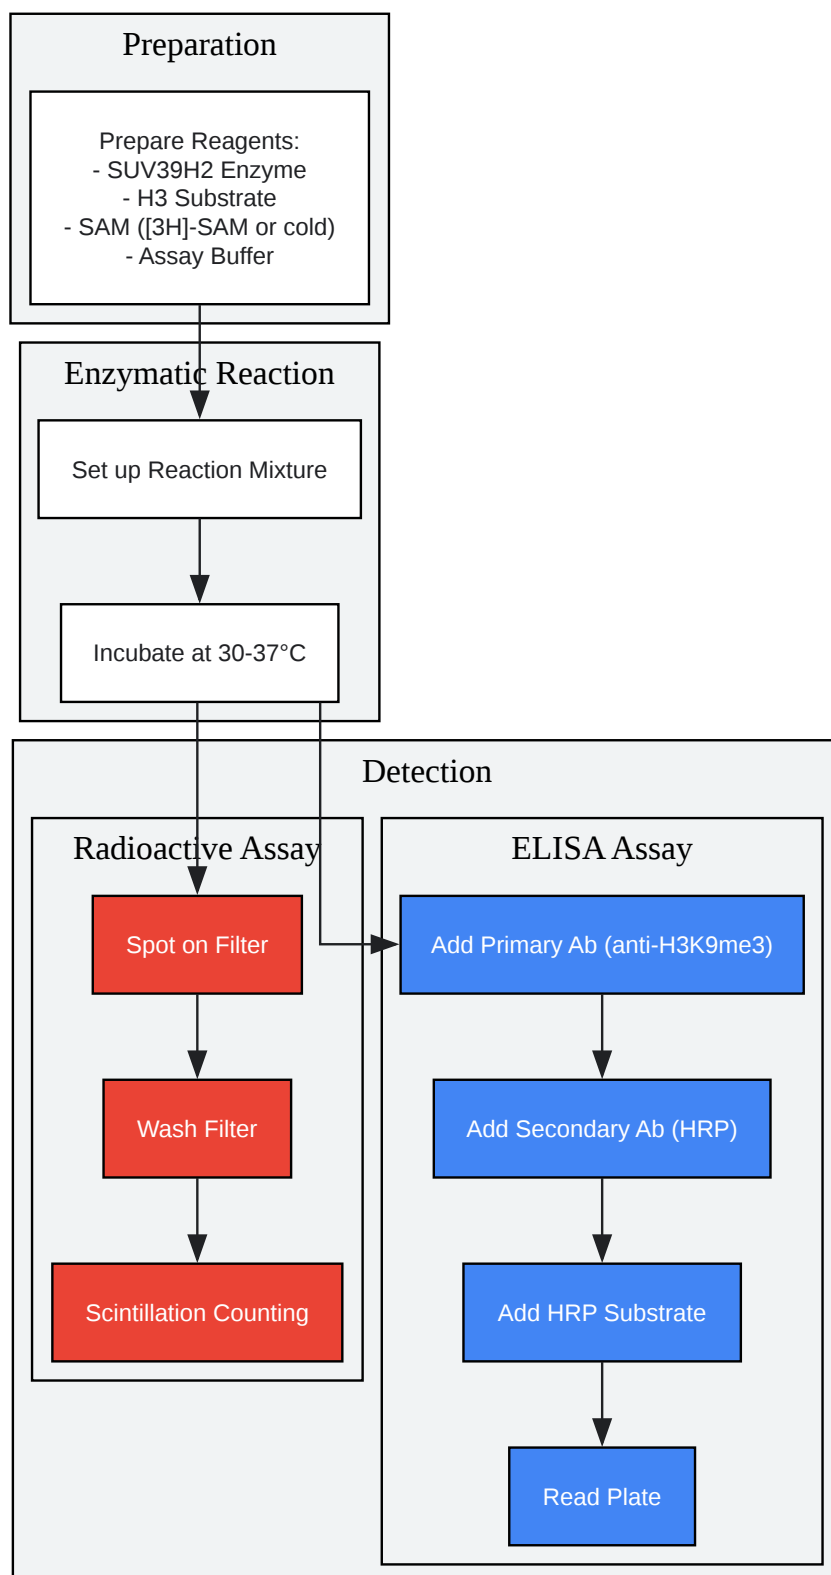 Preparation
Prepare Reagents:
- SUV39H2 Enzyme
- H3 Substrate
- SAM ([3H]-SAM or cold)
- Assay Buffer
Enzymatic Reaction
Set up Reaction Mixture
Incubate at 30-37°C
Detection
Radioactive Assay
Spot on Filter
Wash Filter
Scintillation Counting
ELISA Assay
Add Primary Ab (anti-H3K9me3)
Add Secondary Ab (HRP)
Add HRP Substrate
Read Plate